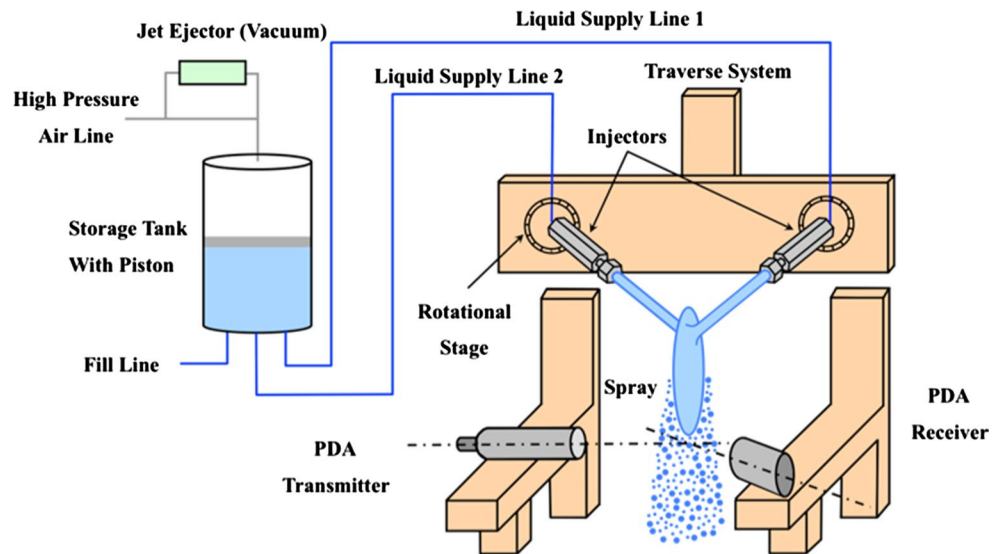 Liquid Supply Line 1
Jet Ejector (Vacuum)
Liquid Supply Line 2
Traverse System
High Pressure
Air Line
Injectors
Storage Tank
With Piston
Rotational
Stage
Fill Line
Spray
PDA
Receiver
PDA
Transmitter